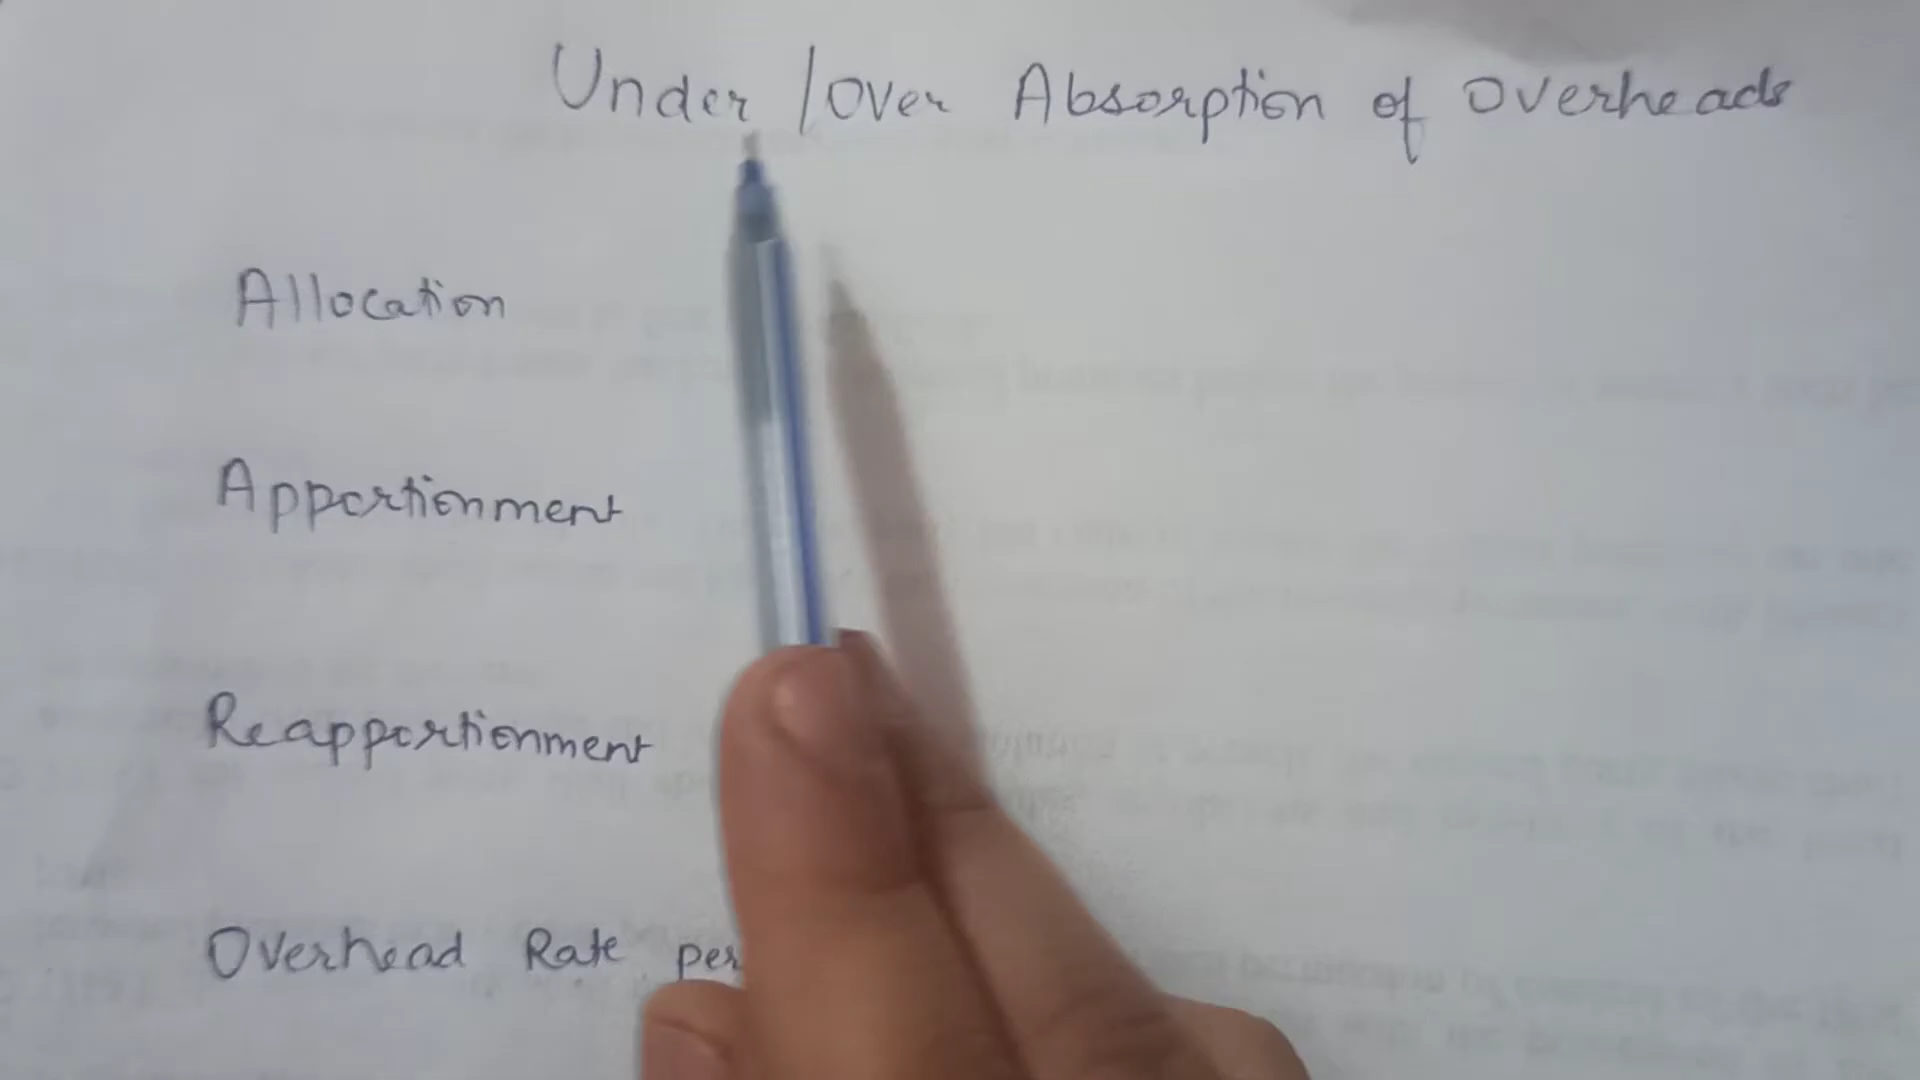 Under /over Absorption of overheads
Allocation
Apportionment
Reapportionment
Overhead Rate per